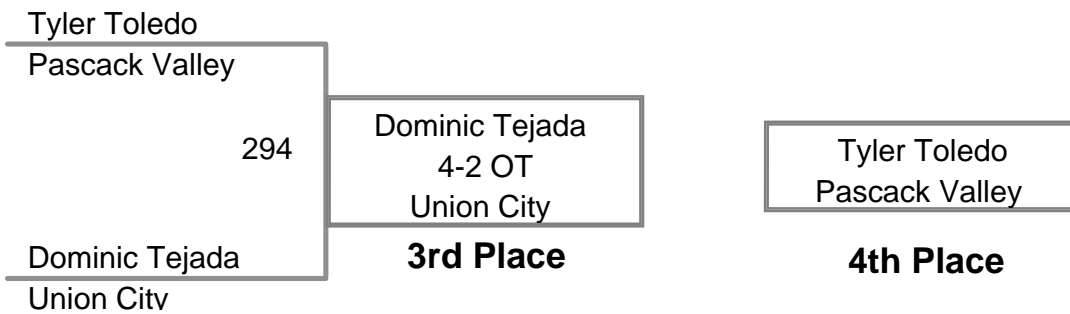 Tyler Toledo
Pascack Valley
294
Dominic Tejada
4-2 OT
Union City
3rd Place
Tyler Toledo
Pascack Valley
4th Place
Dominic Tejada
Union City